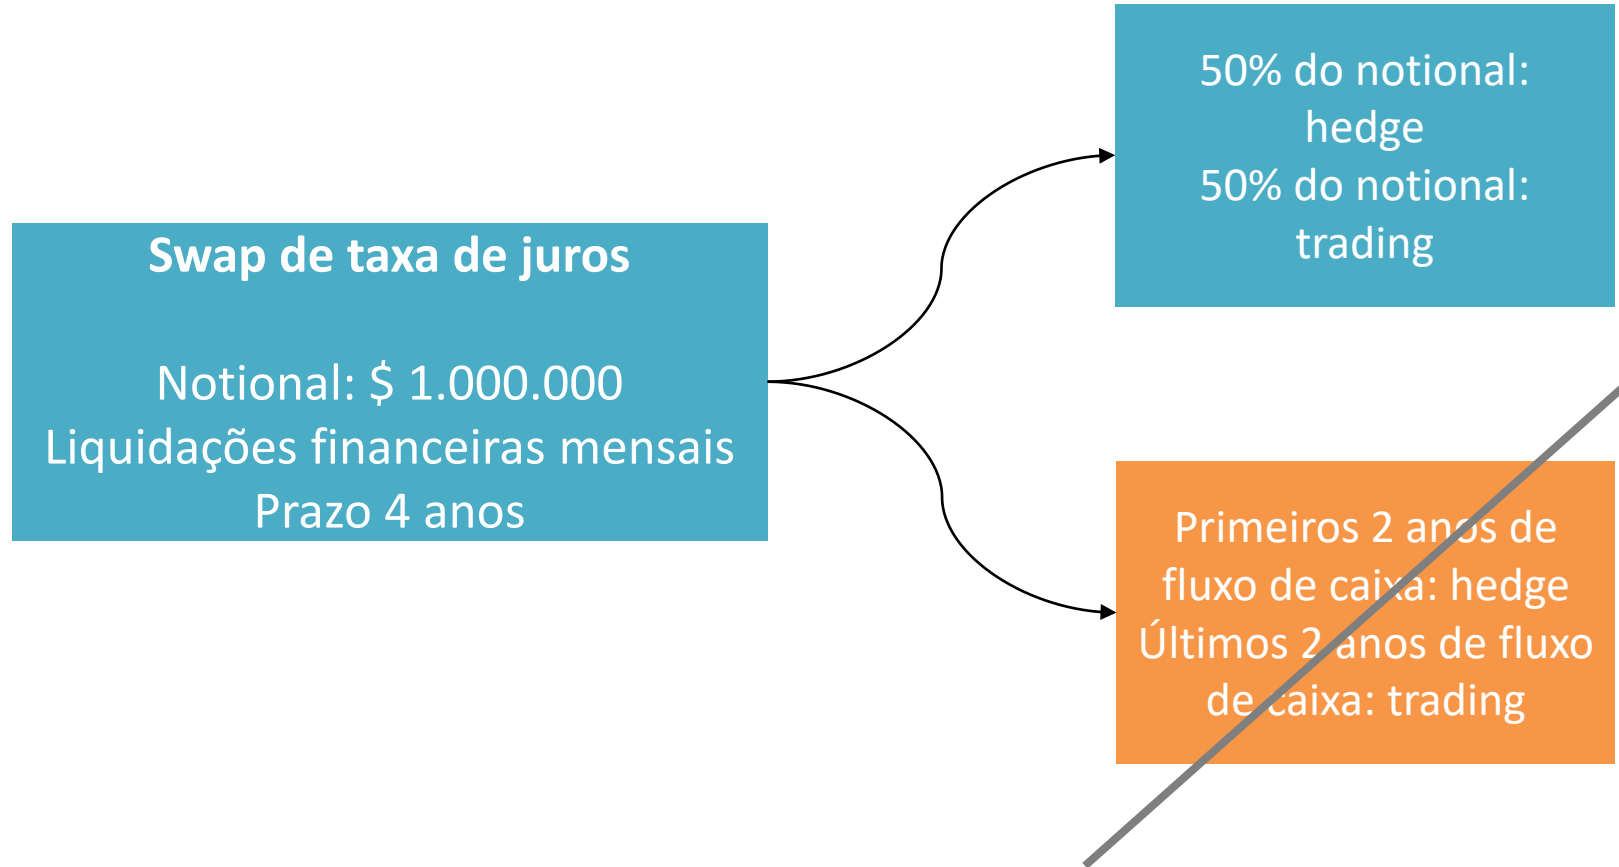 Swap de taxa de juros
Notional: $ 1.000.000
Liquidações financeiras mensais
Prazo 4 anos
50% do notional:
hedge
50% do notional:
trading
Primeiros 2 anos de
fluxo de caixa: hedge
Últimos 2 anos de fluxo
de caixa: trading